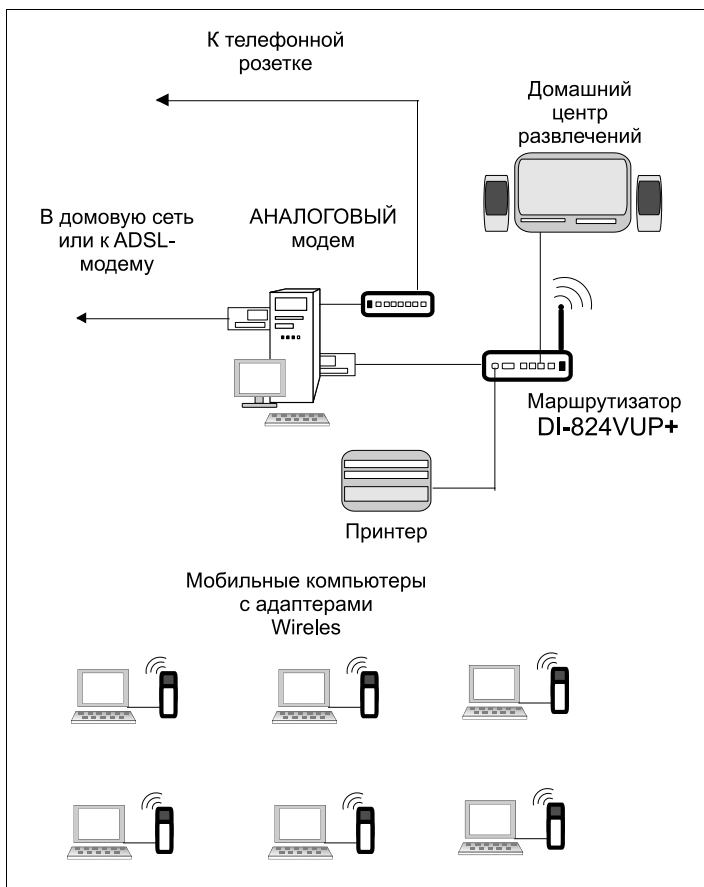 К телефонной
розетке
Домашний
центр
развлечений
В домовую сеть
или к ADSL-
модему
АНАЛОГОВЫЙ
модем
Маршрутизатор
DI-824VUP+
Принтер
Мобильные компьютеры
с адаптерами
Wireles